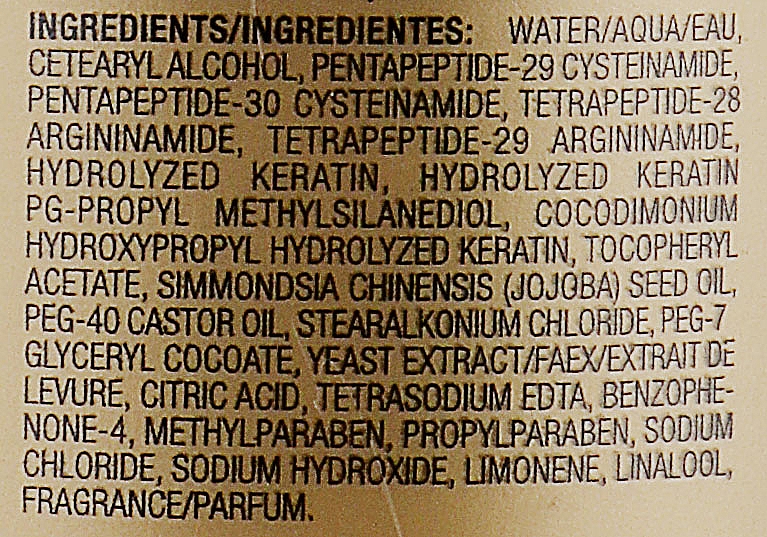 INGREDIENTS/INGREDIENTES: WATER/AQUA/EAU,
CETEARYL ALCOHOL, PENTAPEPTIDE-29 CYSTEINAMIDE,
PENTAPEPTIDE-30 CYSTEINAMIDE, TETRAPEPTIDE-28
ARGININAMIDE, TETRAPEPTIDE-29 ARGININAMIDE,
HYDROLYZED KERATIN, HYDROLYZED KERATIN
PG-PROPYL METHYLSILANEDIOL, COCODIMONIUM
HYDROXYPROPYL HYDROLYZED KERATIN, TOCOPHERYL
ACETATE, SIMMONDSIA CHINENSIS (JOJOBA) SEED OIL,
PEG-40 CASTOR OIL, STEARALKONIUM CHLORIDE, PEG-7
GLYCERYL COCOATE, YEAST EXTRACT/FAEX/EXTRAIT DE
LEVURE, CITRIC ACID, TETRASODIUM EDTA, BENZOPHE-
NONE-4, METHYLPARABEN, PROPYLPARABEN, SODIUM
CHLORIDE, SODIUM HYDROXIDE, LIMONENE, LINALOOL,
FRAGRANCE/PARFUM.